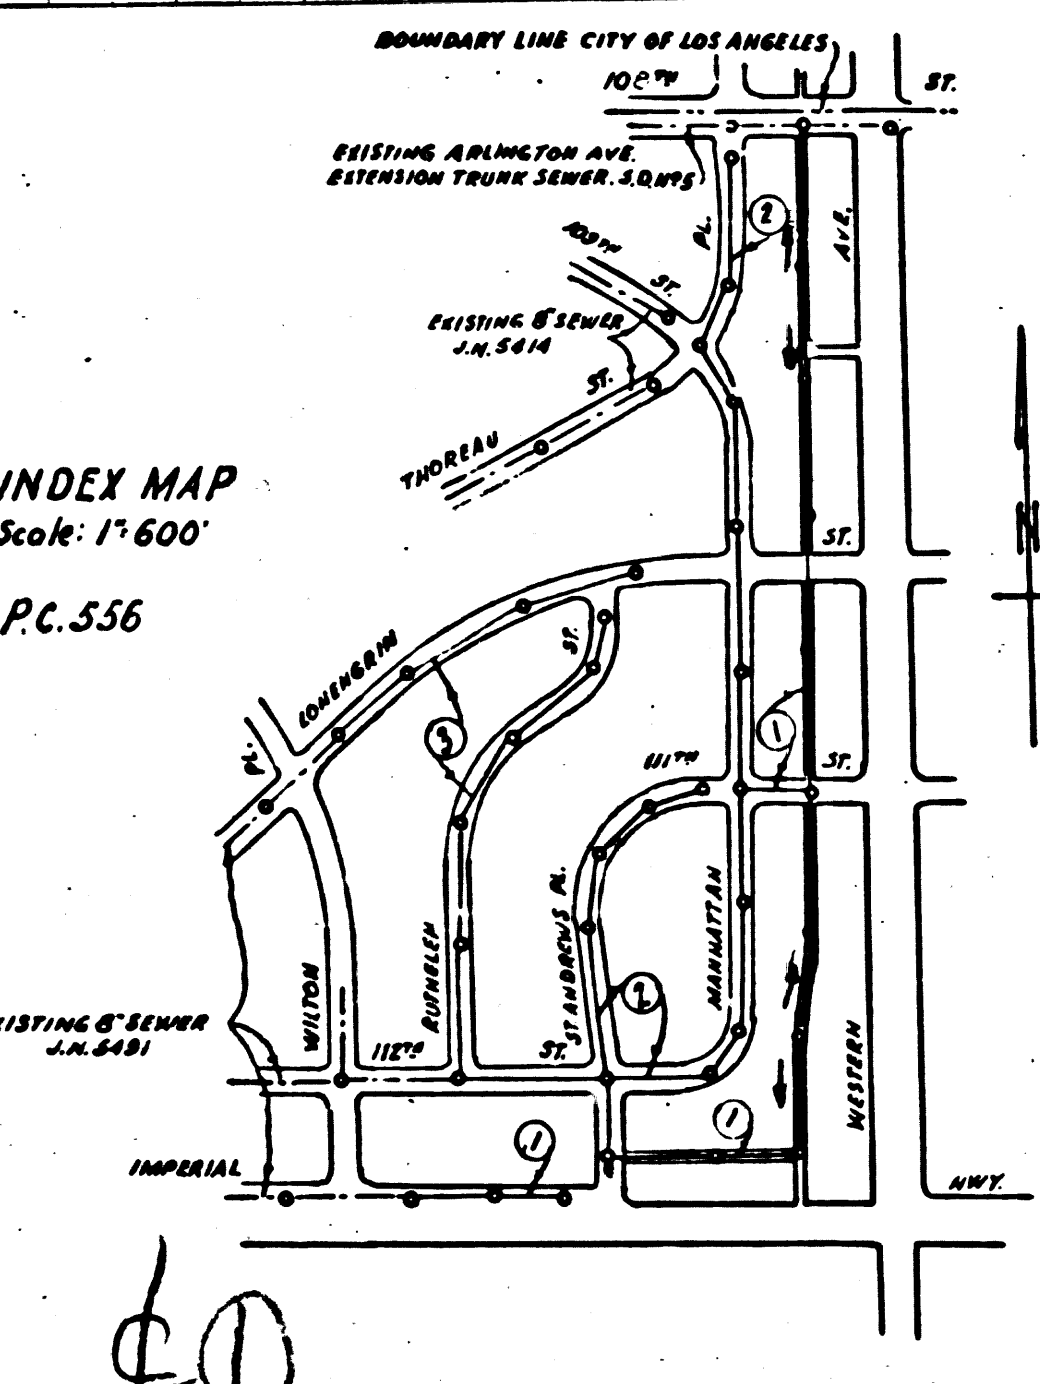 BOUNDARY LINE CITY OF LOS ANGELES
108TH ST.
EXISTING ARLINGTON AVE.
EXTENSION TRUNK SEWER. S.D. Nº5
PL.
2
AVE.
109TH ST.
EXISTING 8" SEWER
J.N. 5414
ST.
THOREAU
INDEX MAP
Scale: 1"=600'
N
ST.
P.C. 556
ST.
LOHENGRIN
PL.
3
1
111TH
ST.
MANHATTAN
ST ANDREWS PL.
WILTON
2
EXISTING 8" SEWER
J.N. 5491
112TH
ST.
WESTERN
1
1
IMPERIAL
HWY.
1